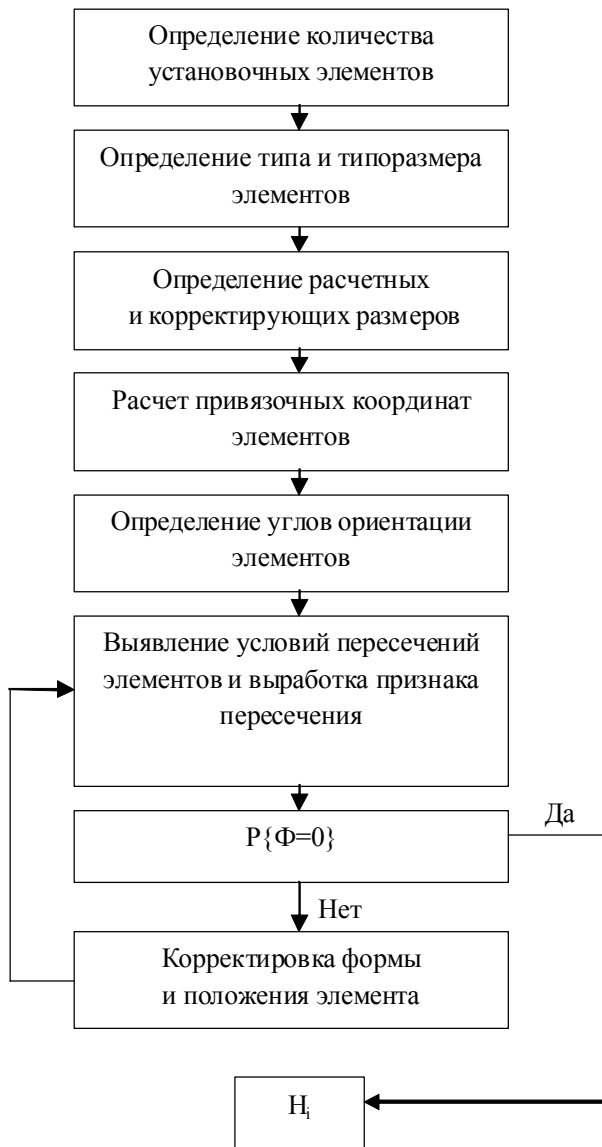 Определение количества
установочных элементов
Определение типа и типоразмера
элементов
Определение расчетных
и корректирующих размеров
Расчет привязочных координат
элементов
Определение углов ориентации
элементов
Выявление условий пересечений
элементов и выработка признака
пересечения
P{Ф=0}
Да
Нет
Корректировка формы
и положения элемента
Hᵢ